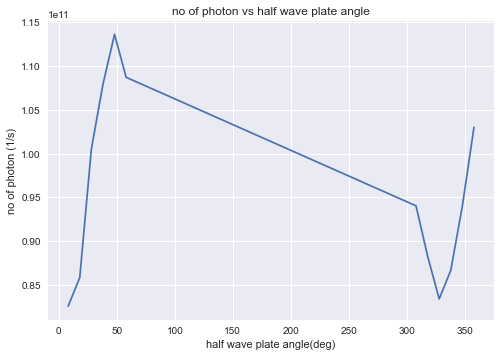 no of photon vs half wave plate angle
1e11
1.15
1.10
1.05
1.00
0.95
0.90
0.85
no of photon (1/s)
0 50 100 150 200 250 300 350
half wave plate angle(deg)